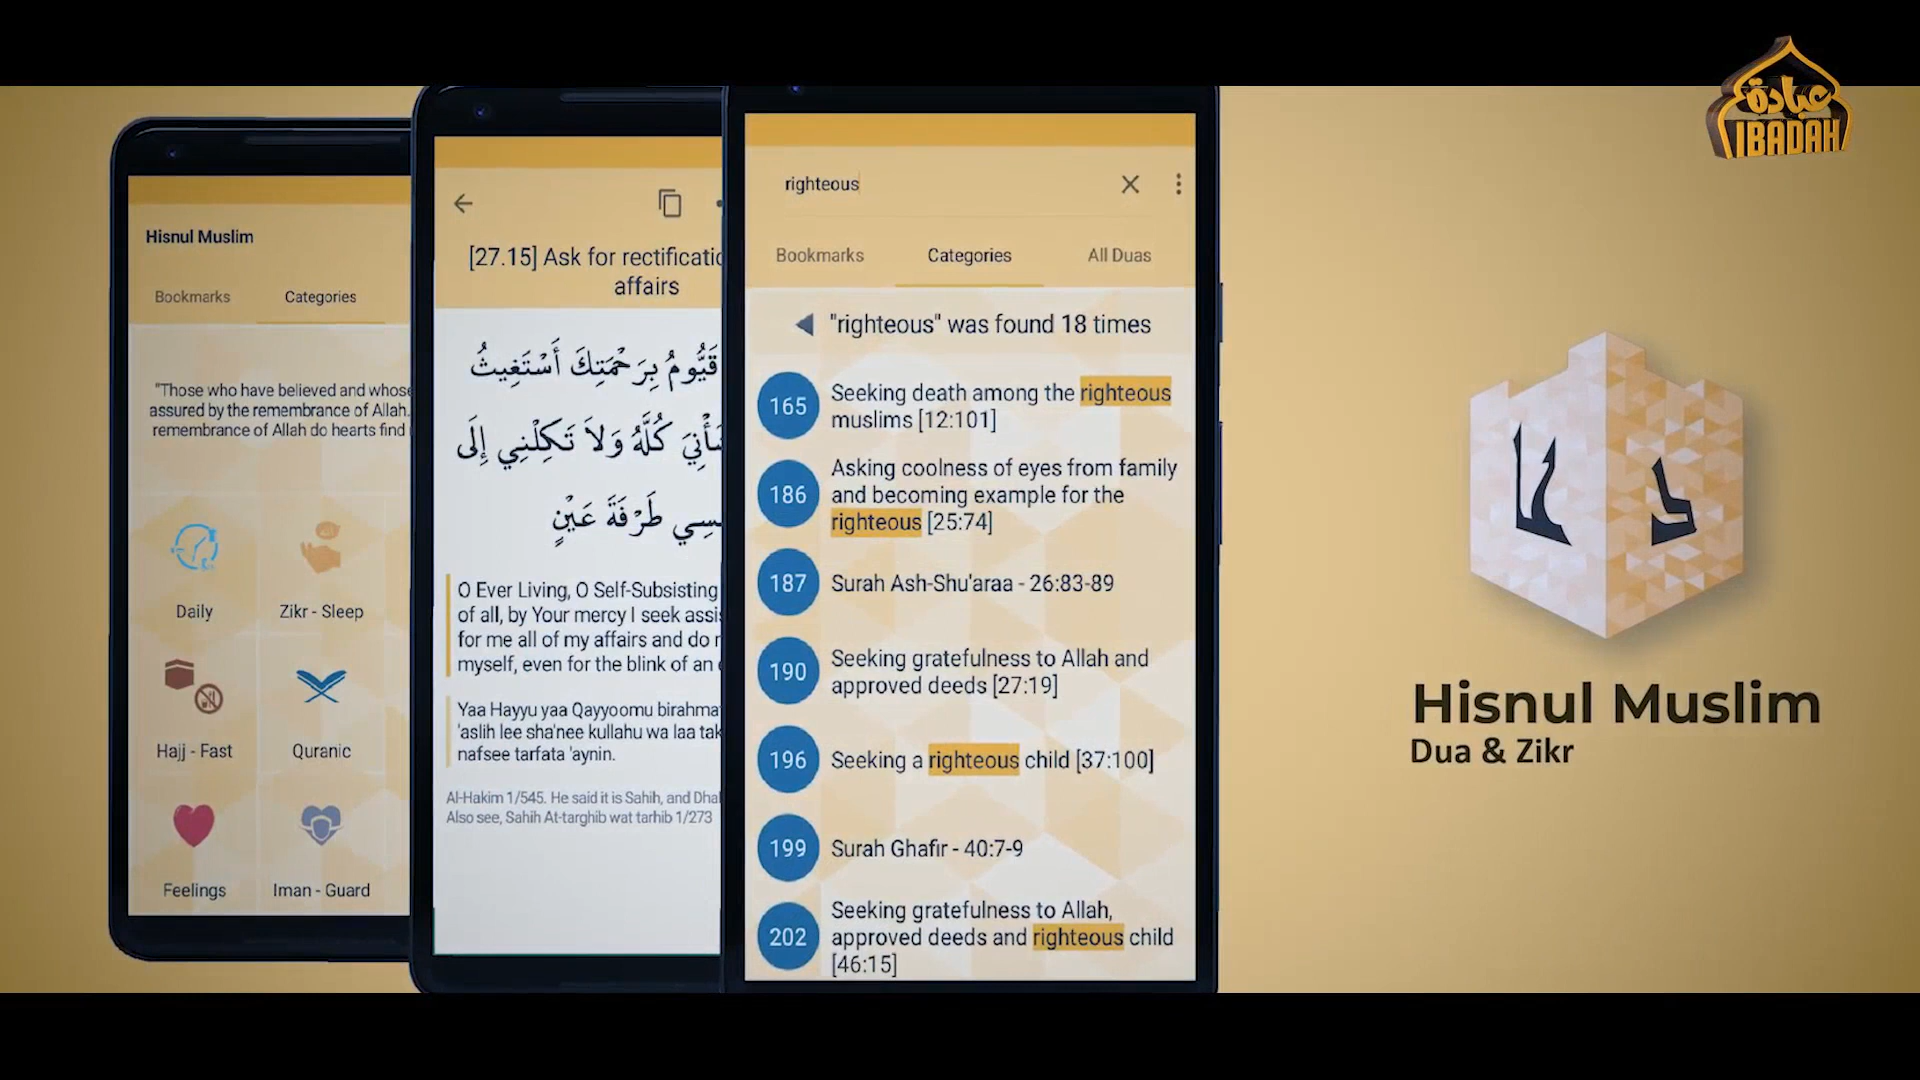 عبادة
IBADAH
Hisnul Muslim
Bookmarks
Categories
"Those who have believed and whose
assured by the remembrance of Allah.
remembrance of Allah do hearts find
Daily
Zikr - Sleep
Hajj - Fast
Quranic
Feelings
Iman - Guard
[27.15] Ask for
affairs
قَيُّومُ بِرَحْمَتِكَ أَسْتَغِيثُ
كُلَّهُ وَلاَ تَكِلْنِي إِلَى
طَرْفَةَ عَيْنٍ
O Ever Living, O Self-Subsisting
of all, by Your mercy I seek
for me all of my affairs and do
myself, even for the blink of an
Yaa Hayyu yaa Qayyoomu
'aslih lee sha'nee kullahu wa laa
nafsee tarfata 'aynin.
Al-Hakim 1/545. He said it is Sahih, and
Also see, Sahih At-targhib wat tarhib 1/273
righteous
Bookmarks
Categories
All Duas
"righteous" was found 18 times
165
Seeking death among the righteous
muslims [12:101]
186
Asking coolness of eyes from family
and becoming example for the
righteous [25:74]
187
Surah Ash-Shu'araa - 26:83-89
190
Seeking gratefulness to Allah and
approved deeds [27:19]
196
Seeking a righteous child [37:100]
199
Surah Ghafir - 40:7-9
202
Seeking gratefulness to Allah,
approved deeds and righteous child
[46:15]
دعا
Hisnul Muslim
Dua & Zikr